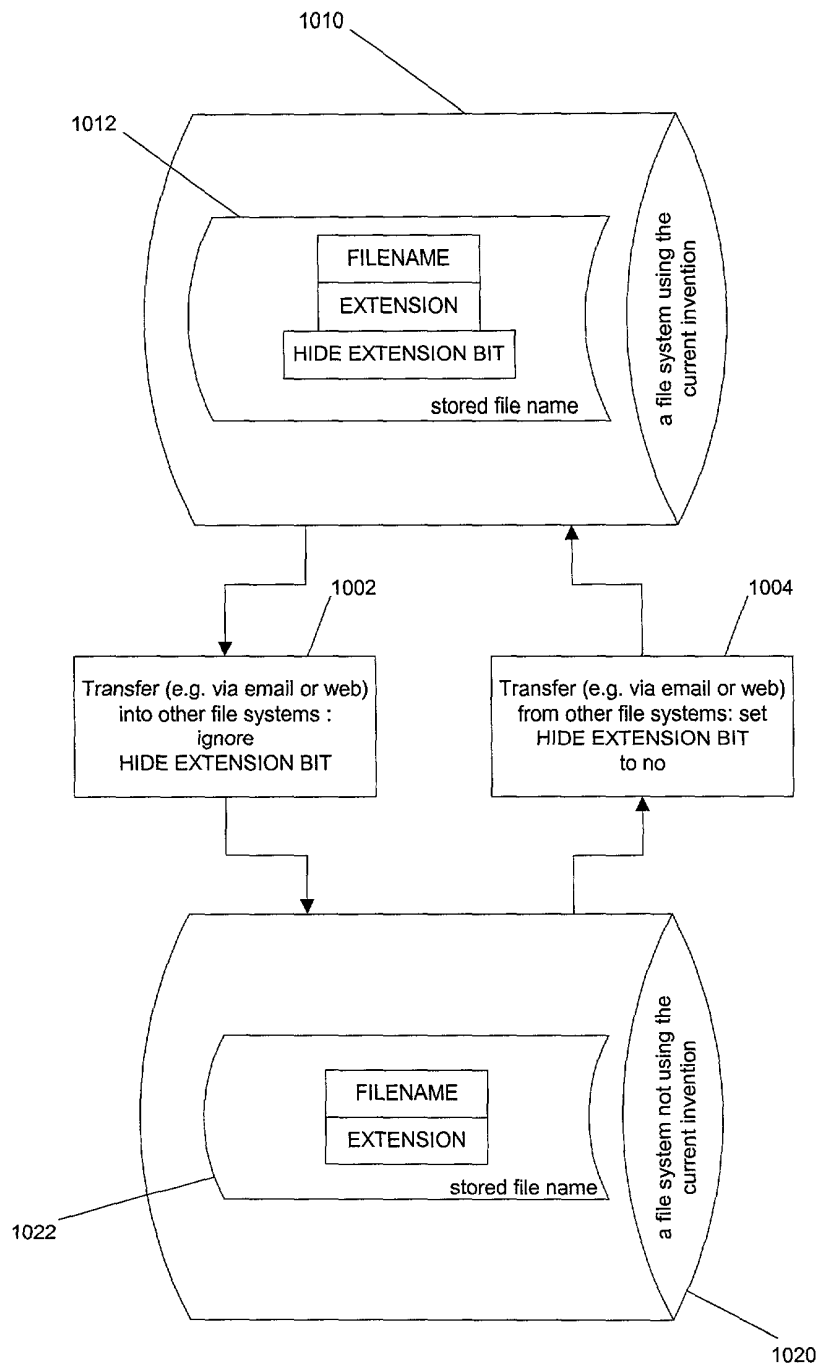 1010
1012
FILENAME
EXTENSION
HIDE EXTENSION BIT
stored file name
a file system using the
current invention
1002
1004
Transfer (e.g. via email or web)
into other file systems :
ignore
HIDE EXTENSION BIT
Transfer (e.g. via email or web)
from other file systems: set
HIDE EXTENSION BIT
to no
FILENAME
EXTENSION
stored file name
a file system not using the
current invention
1022
1020